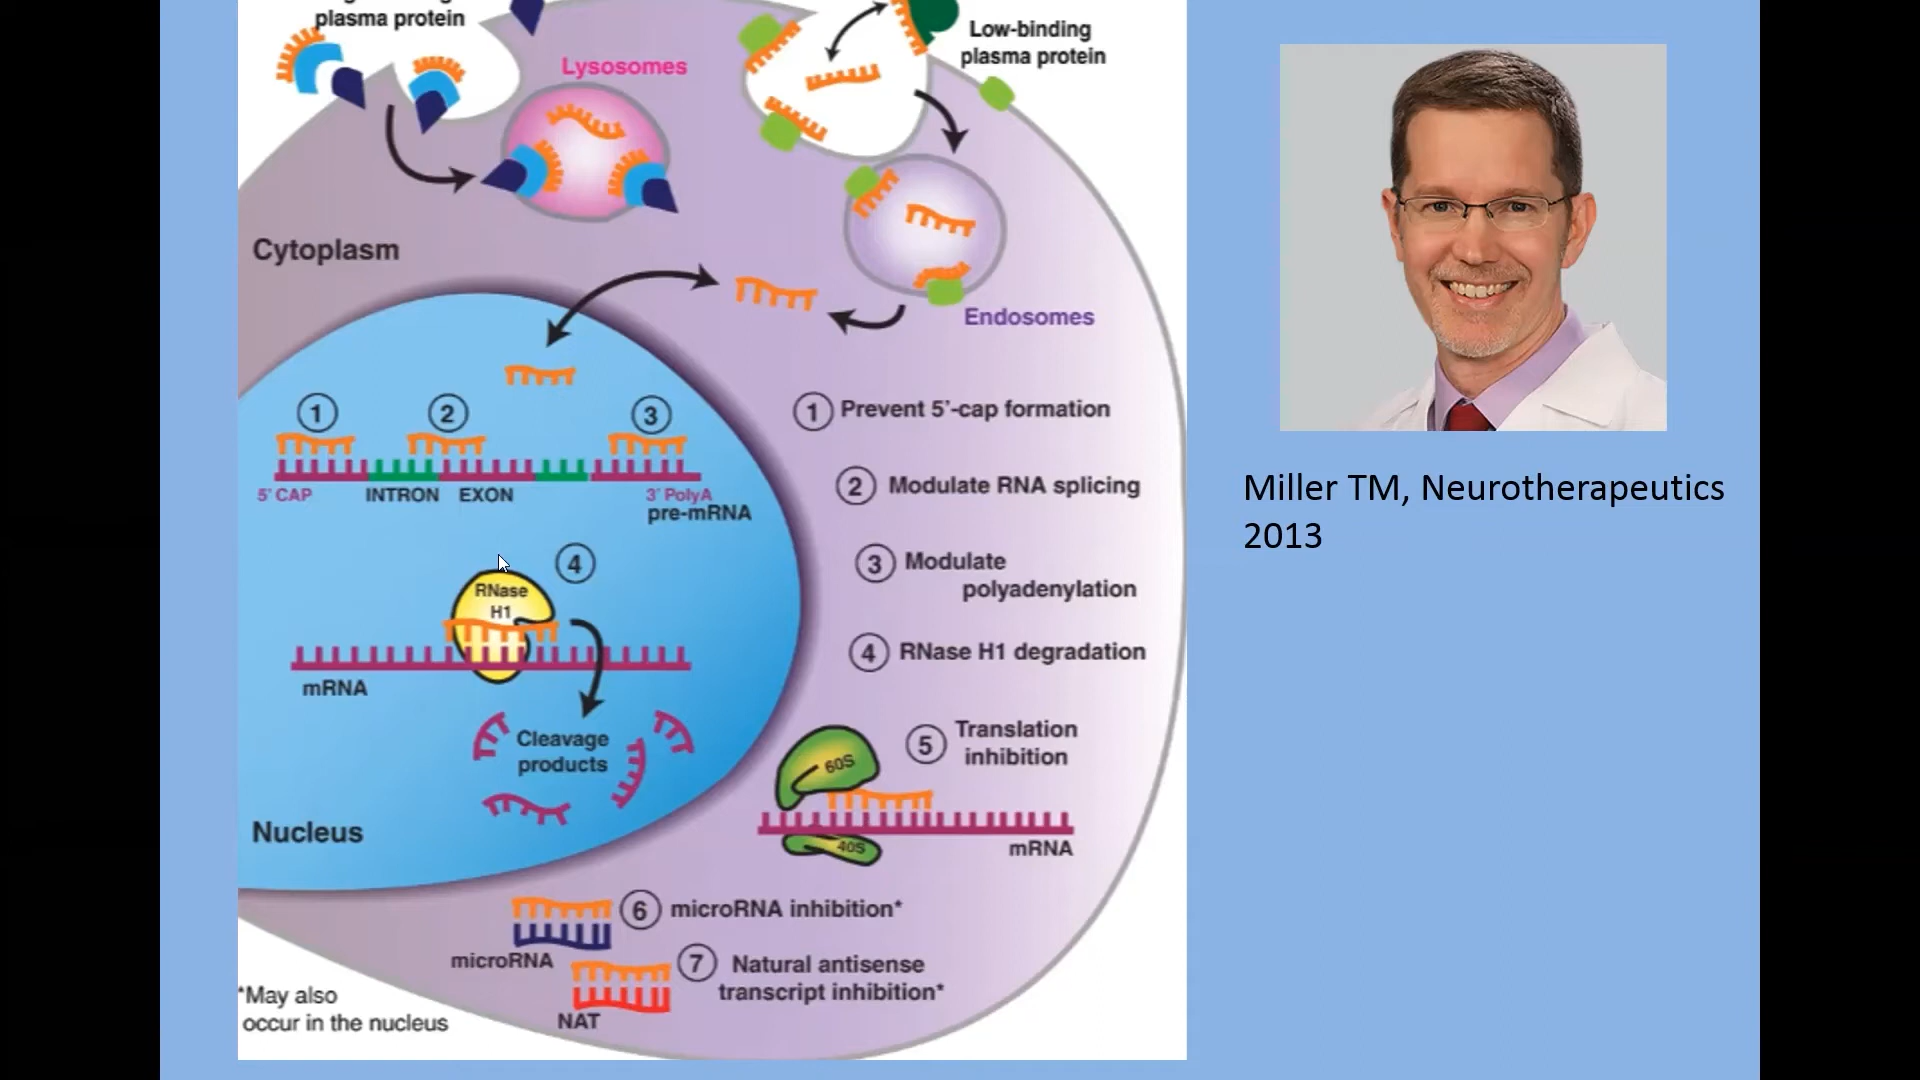 plasma protein
Low-binding
plasma protein
Lysosomes
Cytoplasm
Endosomes
1
2
3
5' CAP
INTRON
EXON
3' PolyA
pre-mRNA
1 Prevent 5'-cap formation
2 Modulate RNA splicing
3 Modulate
polyadenylation
4 RNase H1 degradation
4
RNase
H1
mRNA
Cleavage
products
Nucleus
5 Translation
inhibition
60S
40S
mRNA
6 microRNA inhibition*
microRNA
7 Natural antisense
transcript inhibition*
NAT
*May also
occur in the nucleus
Miller TM, Neurotherapeutics
2013